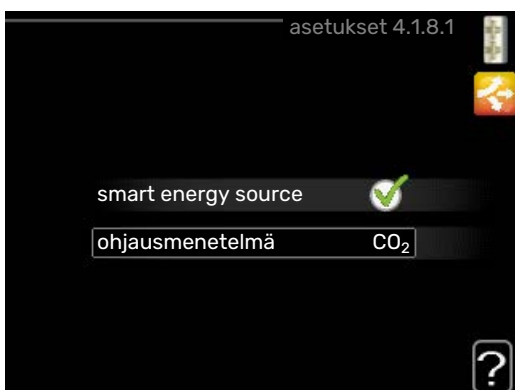 asetukset 4.1.8.1
smart energy source
ohjausmenetelmä CO₂
?